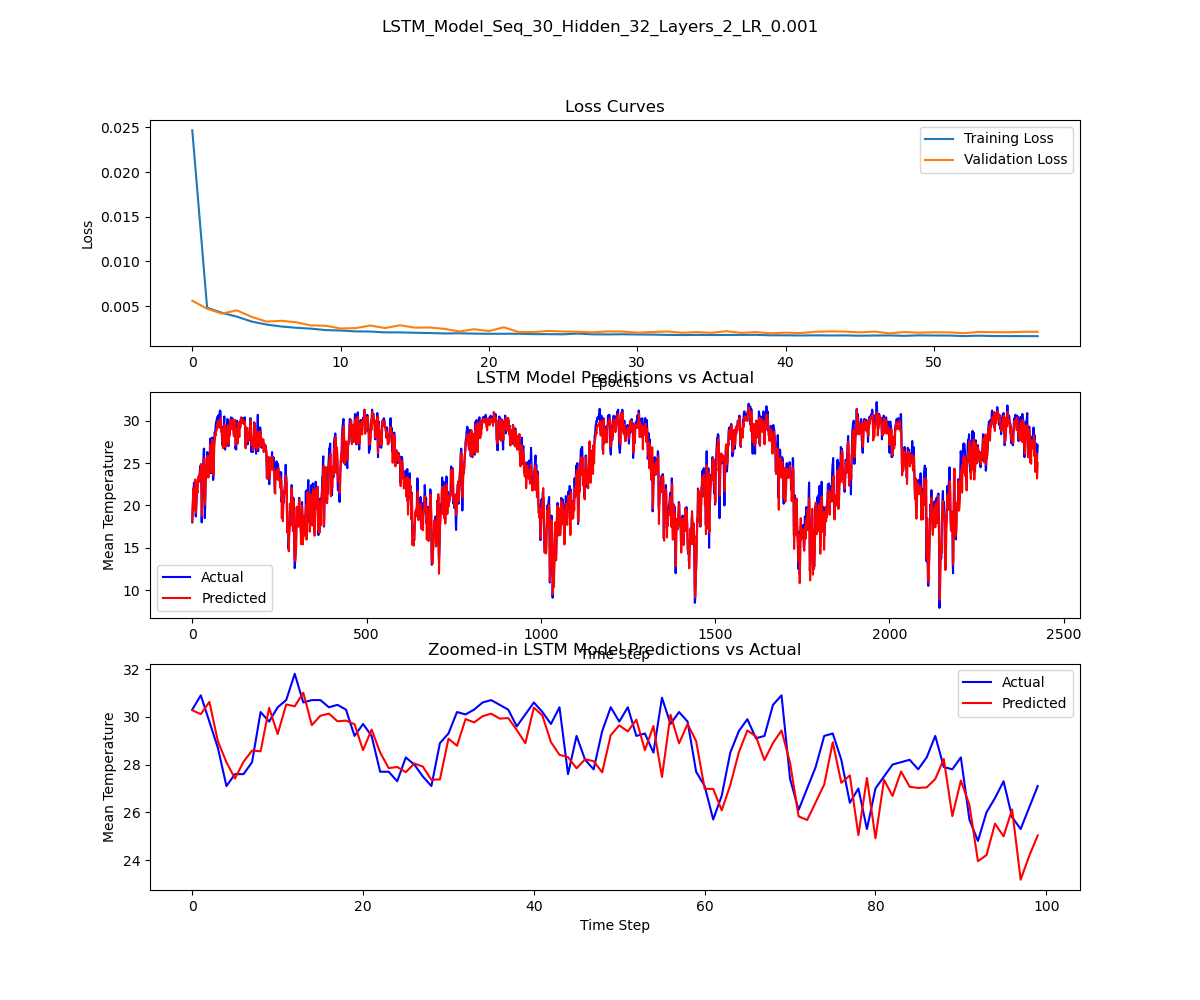 LSTM_Model_Seq_30_Hidden_32_Layers_2_LR_0.001
Loss Curves
0.025
0.020
0.015
0.010
0.005
Loss
Training Loss
Validation Loss
0 10 20 30 40 50
Epochs
LSTM Model Predictions vs Actual
30
25
20
15
10
Mean Temperature
Actual
Predicted
0 500 1000 1500 2000 2500
Time Step
Zoomed-in LSTM Model Predictions vs Actual
32
30
28
26
24
Mean Temperature
Actual
Predicted
0 20 40 60 80 100
Time Step